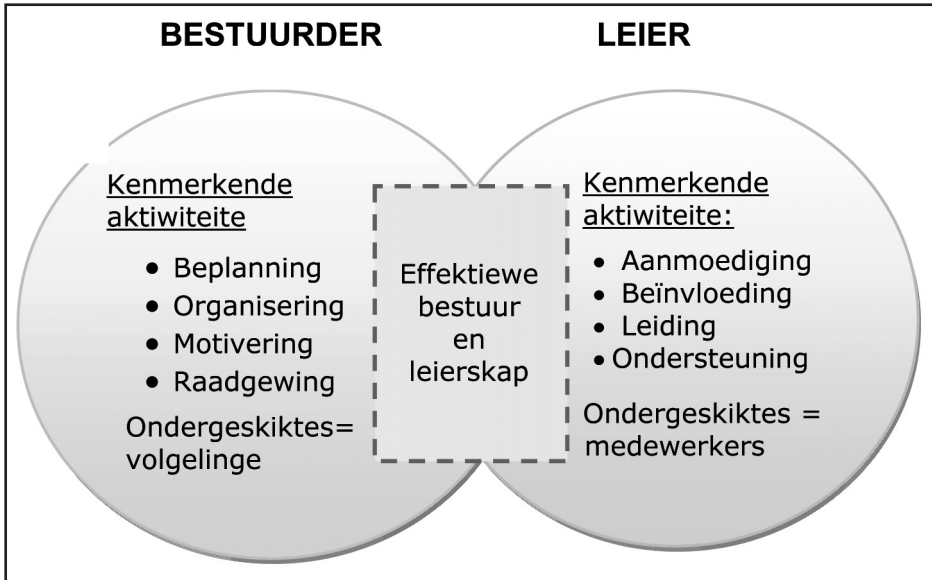 BESTUURDER
LEIER
Kenmerkende
aktiwiteite
• Beplanning
• Organisering
• Motivering
• Raadgewing
Ondergeskiktes=
volgelinge
Effektiewe
bestuur
en
leierskap
Kenmerkende
aktiwiteite:
• Aanmoediging
• Beïnvloeding
• Leiding
• Ondersteuning
Ondergeskiktes =
medewerkers